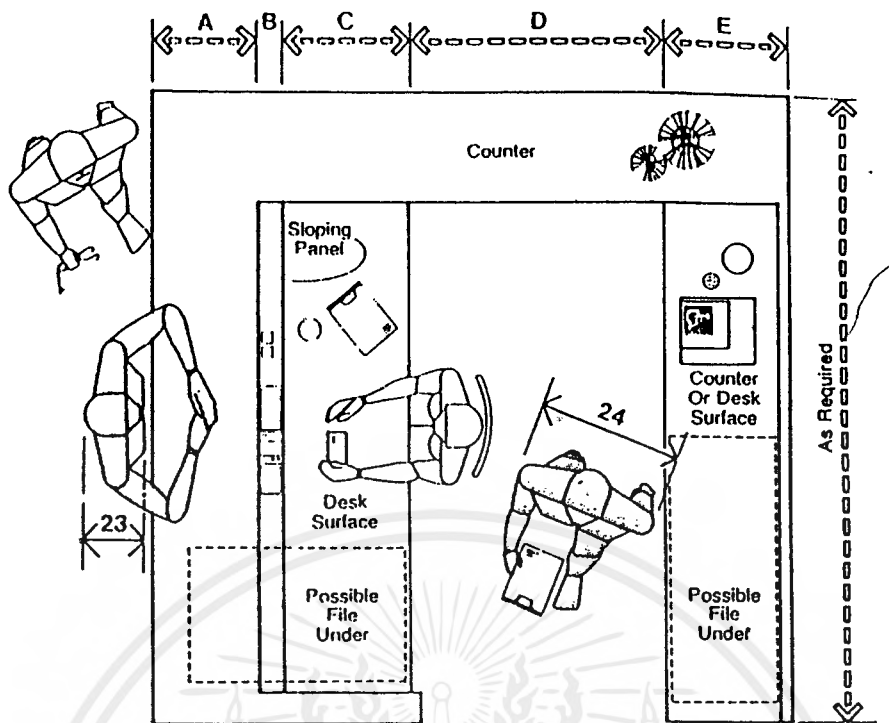 A B C D E
Counter
Sloping
Panel
24
Counter
Or Desk
Surface
As Required
Desk
Surface
23
Possible
File
Under
Possible
File
Under